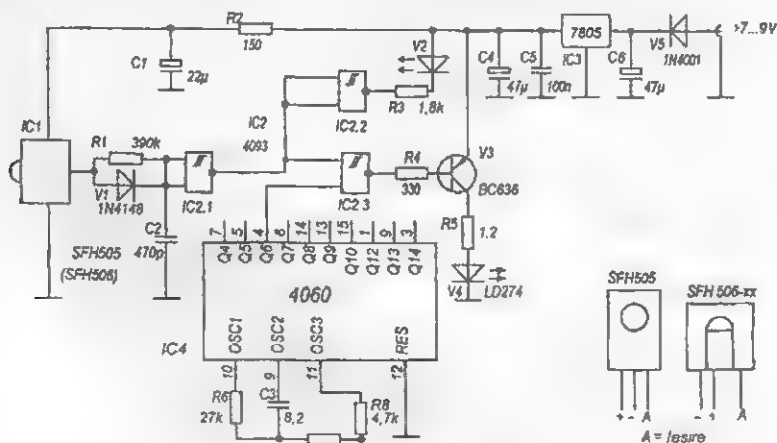 R2
150
C1
22µ
V2
R3 1,8k
C4
47µ
C5
100n
7805
IC3
C6
47µ
V5
1N4001
>7...9V
IC1
R1 390k
V1
1N4148
C2
470p
SFH505
(SFH506)
IC2.1
IC2
4093
IC2.2
IC2.3
R4
330
V3
BC636
R5
1,2
V4
LD274
7 5 4 6 14 13 15 1 2 3
Q4 Q5 Q6 Q7 Q8 Q9 Q10 Q12 Q13 Q14
4060
OSC1 OSC2 OSC3 RES
IC4
10 9 11 12
R6
27k
C3
8,2
R8
4,7k
SFH505
+ - A
SFH 506-xx
- + A
A = Iesire